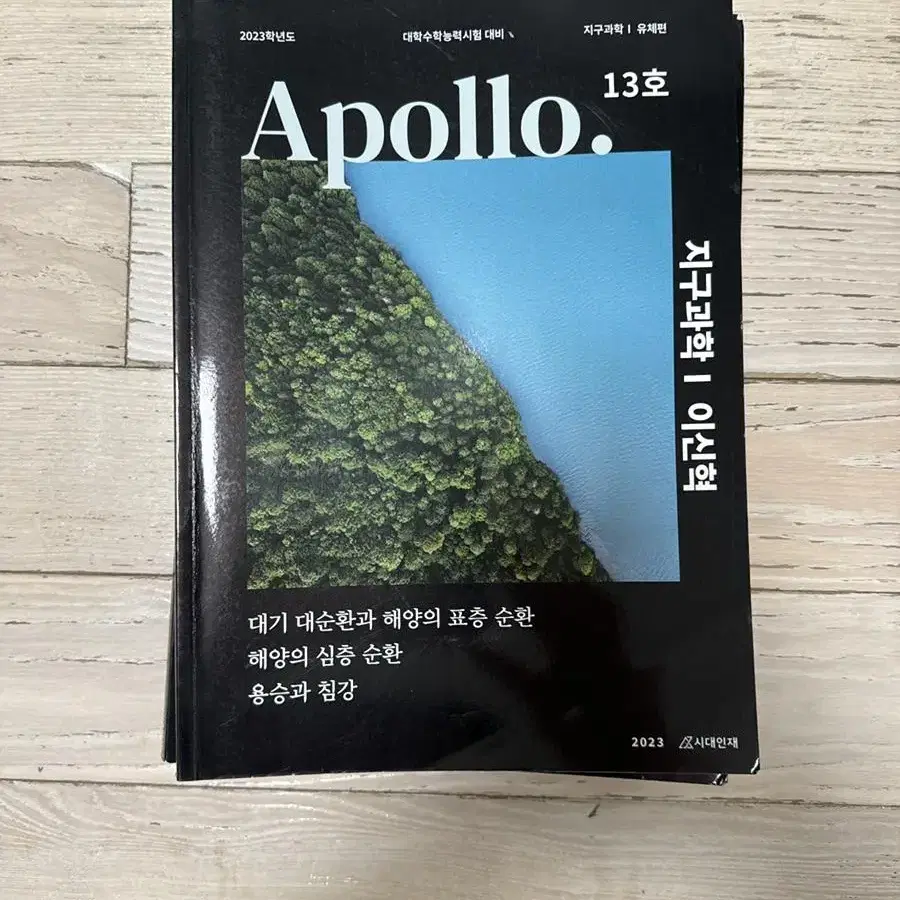 2023학년도
대학수학능력시험 대비
지구과학 I 유체편
Apollo.
13호
지구과학 I 이신혁
대기 대순환과 해양의 표층 순환
해양의 심층 순환
용승과 침강
2023 시대인재